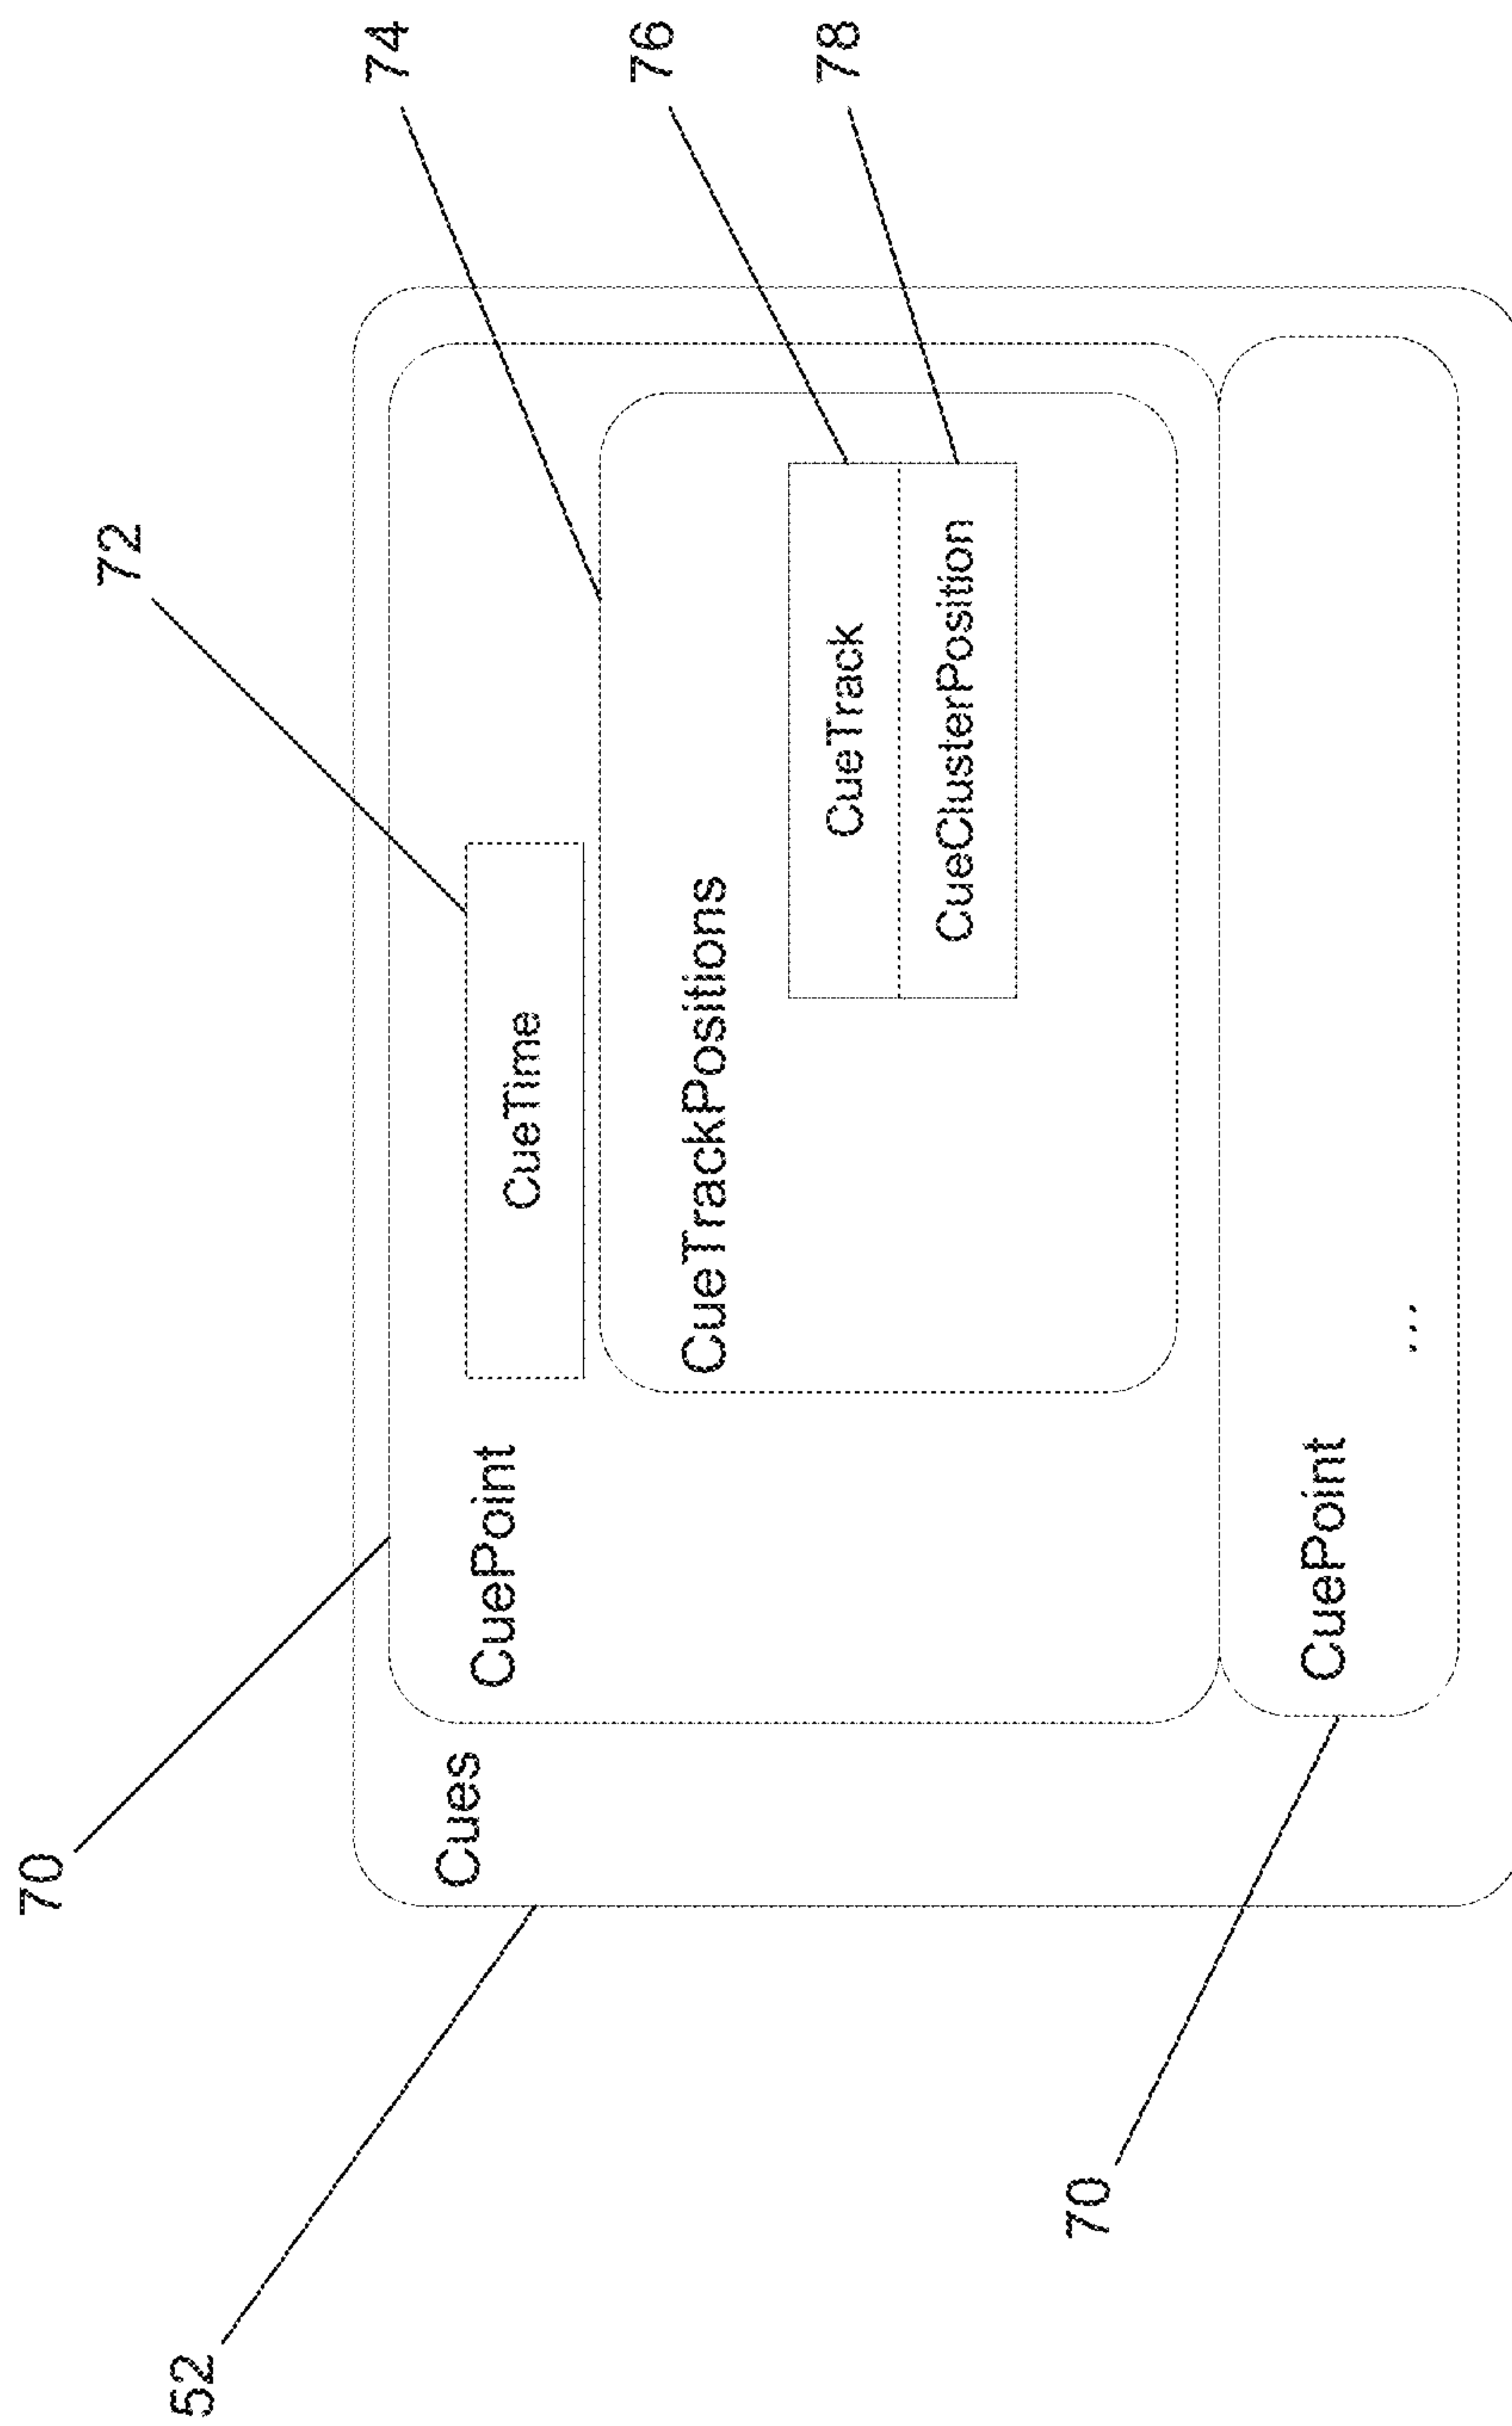 70
72
52
74
Cues
CuePoint
CueTime
76
CueTrackPositions
78
CueTrack
CueClusterPosition
70
CuePoint
...